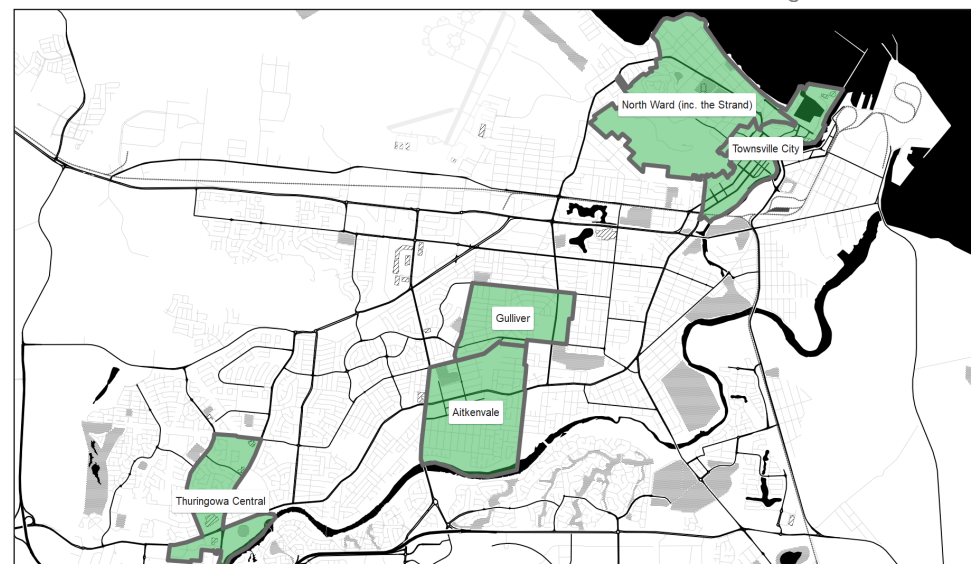 North Ward (inc. the Strand)
Townsville City
Gulliver
Aitkenvale
Thuringowa Central